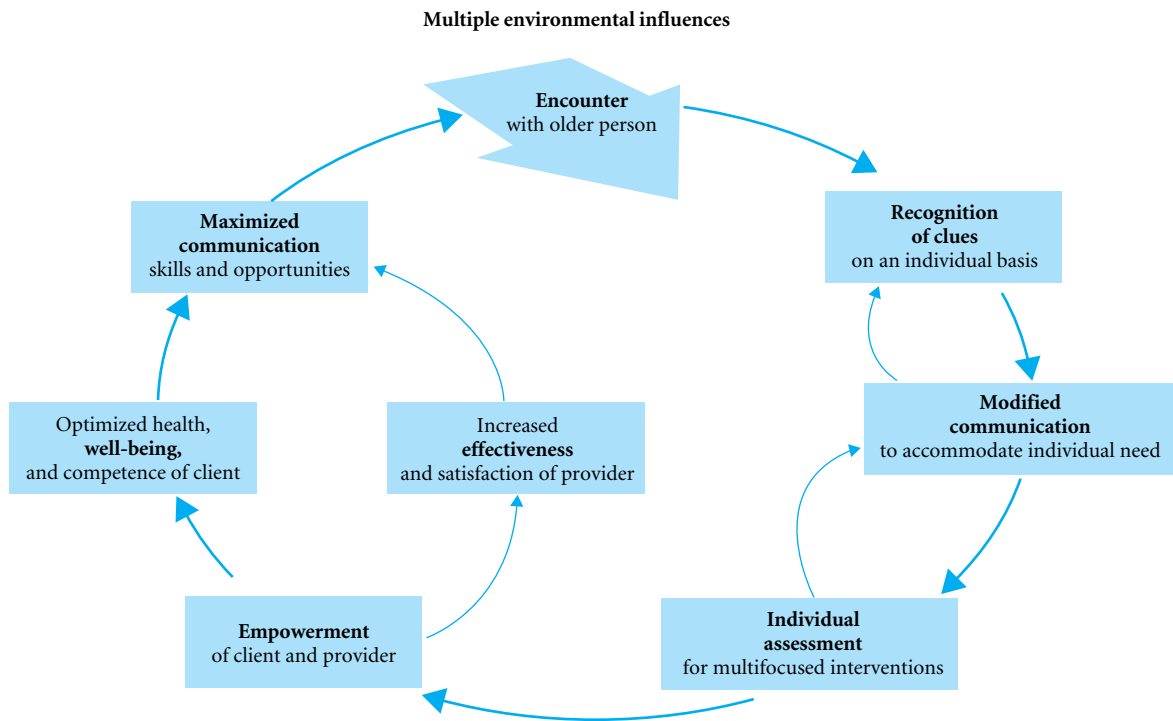 Multiple environmental influences
Encounter
with older person
Recognition
of clues
on an individual basis
Modified
communication
to accommodate individual need
Individual
assessment
for multifocused interventions
Empowerment
of client and provider
Optimized health,
well-being,
and competence of client
Increased
effectiveness
and satisfaction of provider
Maximized
communication
skills and opportunities